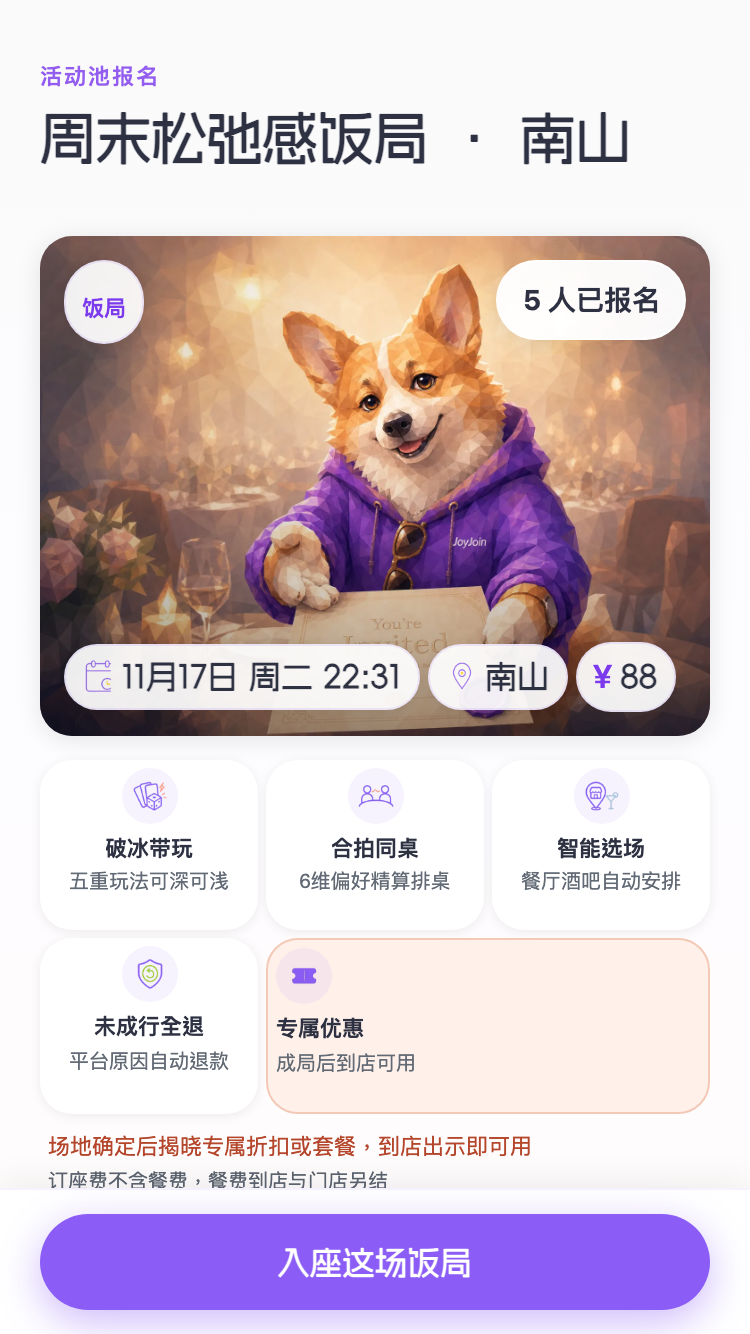 活动池报名
周末松弛感饭局 · 南山
饭局
5 人已报名
JoyJoin
You're
Invited
11月17日 周二 22:31
南山
¥ 88
破冰带玩
五重玩法可深可浅
合拍同桌
6维偏好精算排桌
智能选场
餐厅酒吧自动安排
未成行全退
平台原因自动退款
专属优惠
成局后到店可用
场地确定后揭晓专属折扣或套餐，到店出示即可用
订座费不含餐费，餐费到店与门店另结
入座这场饭局